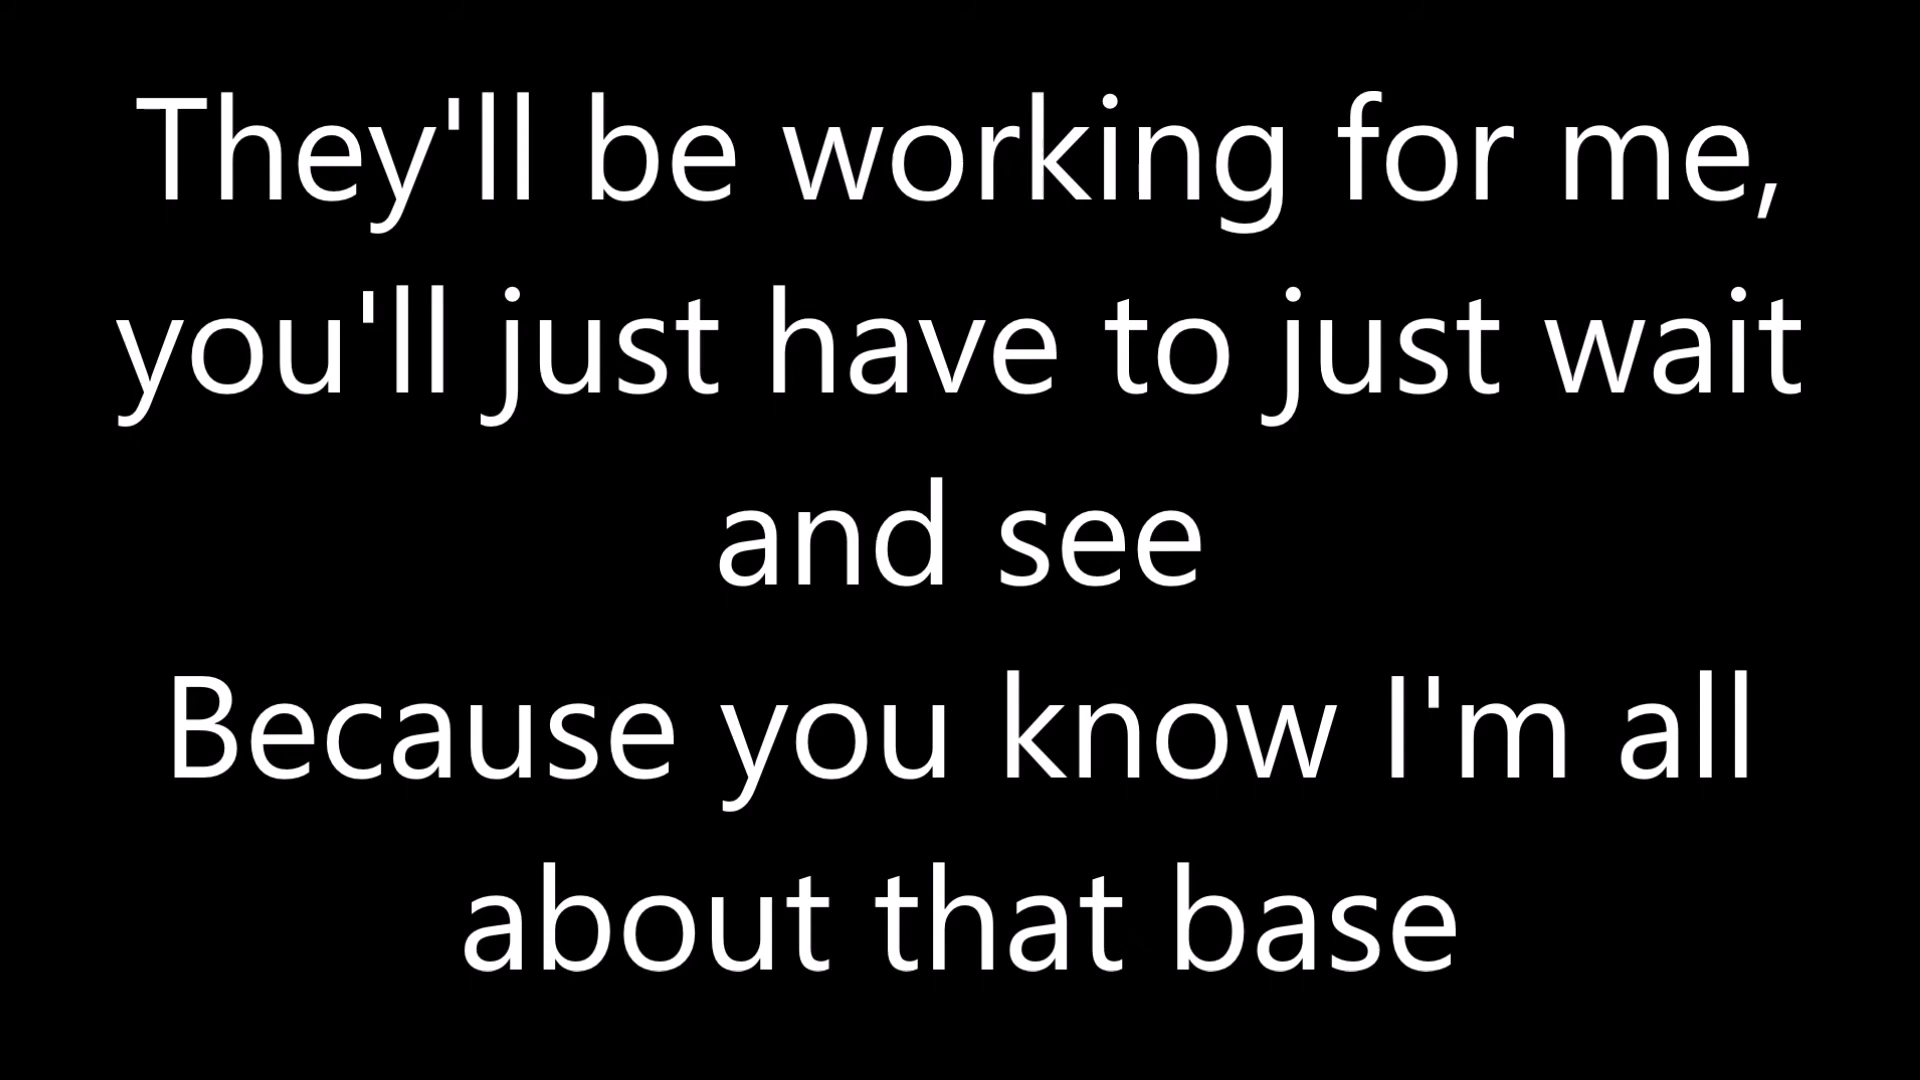 They'll be working for me,
you'll just have to just wait
and see
Because you know I'm all
about that base